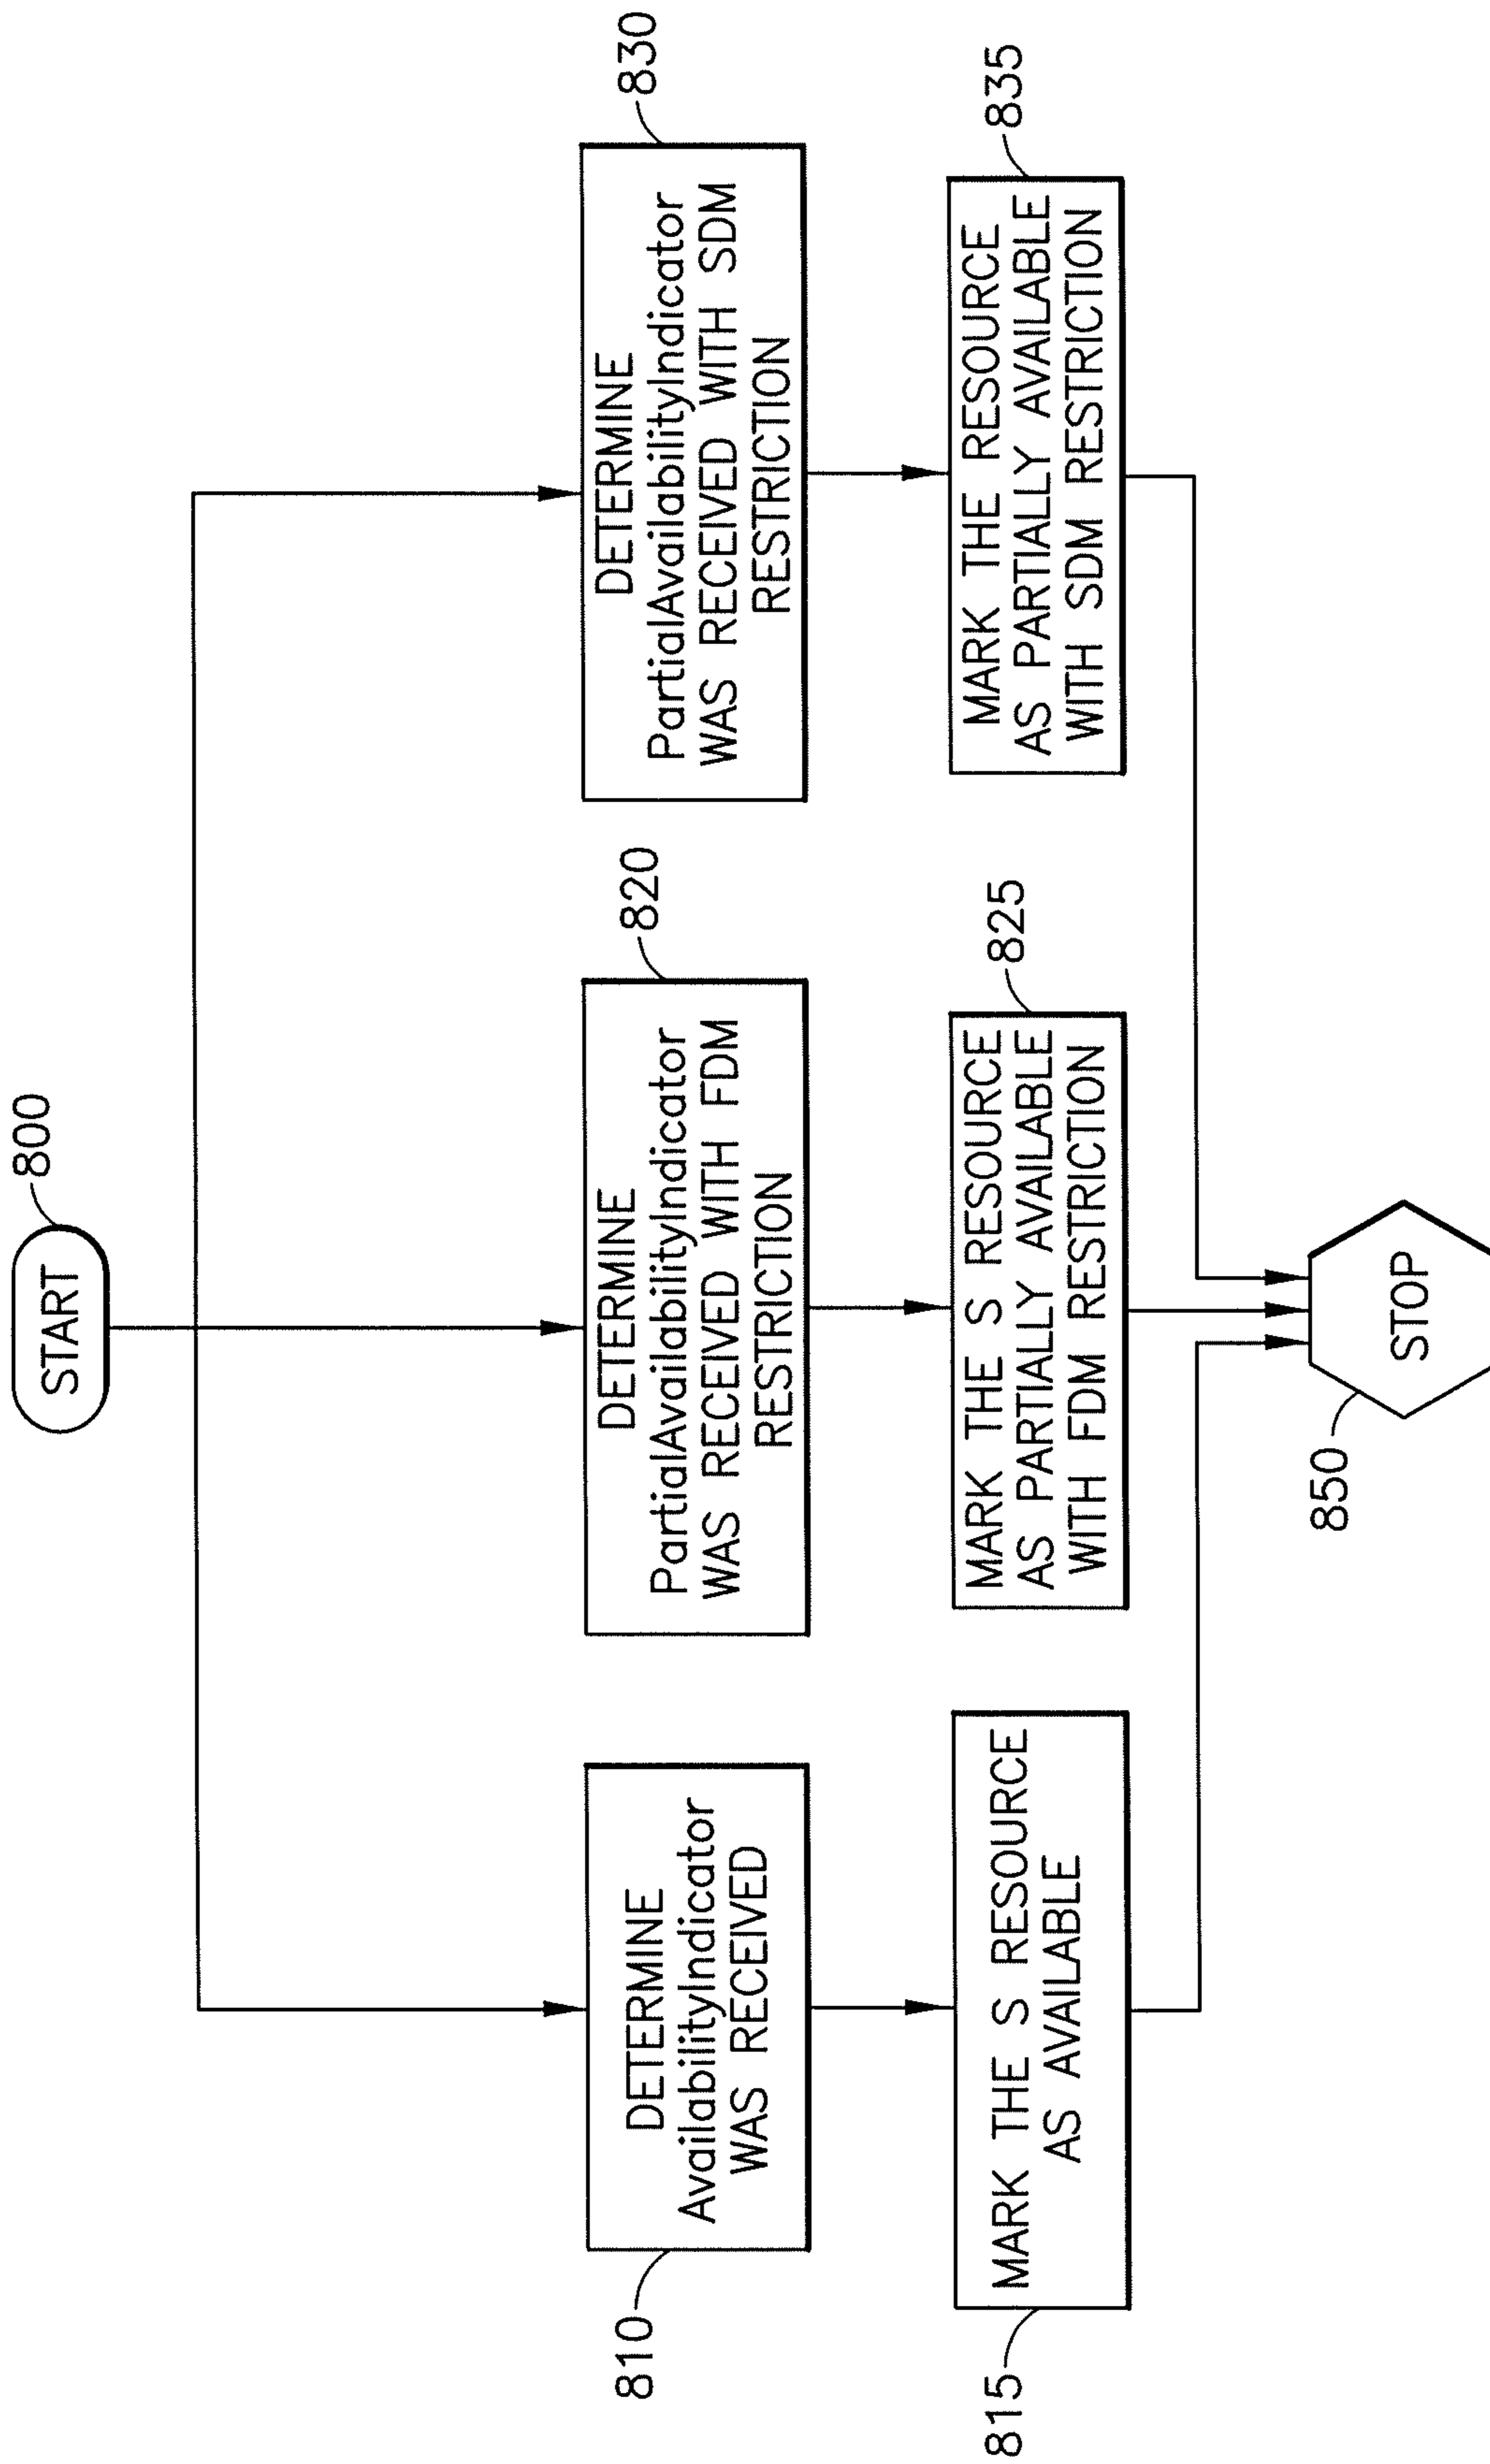 START
800
DETERMINE
AvailabilityIndicator
WAS RECEIVED
810
DETERMINE
PartialAvailabilityIndicator
WAS RECEIVED WITH FDM
RESTRICTION
820
DETERMINE
PartialAvailabilityIndicator
WAS RECEIVED WITH SDM
RESTRICTION
830
MARK THE S RESOURCE
AS AVAILABLE
815
MARK THE S RESOURCE
AS PARTIALLY AVAILABLE
WITH FDM RESTRICTION
825
MARK THE RESOURCE
AS PARTIALLY AVAILABLE
WITH SDM RESTRICTION
835
850
STOP